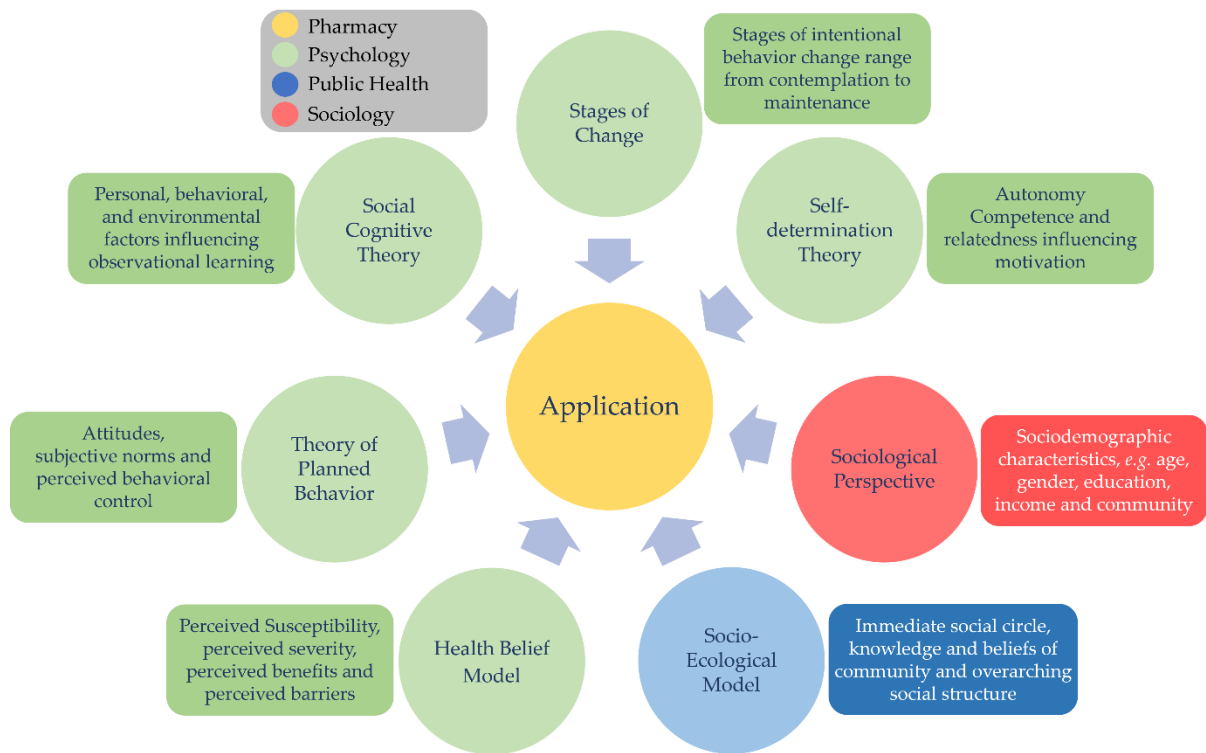 Pharmacy
Psychology
Public Health
Sociology
Stages of
Change
Stages of intentional
behavior change range
from contemplation to
maintenance
Personal, behavioral,
and environmental
factors influencing
observational learning
Social
Cognitive
Theory
Self-
determination
Theory
Autonomy
Competence and
relatedness influencing
motivation
Application
Attitudes,
subjective norms and
perceived behavioral
control
Theory of
Planned
Behavior
Sociological
Perspective
Sociodemographic
characteristics, e.g. age,
gender, education,
income and community
Perceived Susceptibility,
perceived severity,
perceived benefits and
perceived barriers
Health Belief
Model
Socio-
Ecological
Model
Immediate social circle,
knowledge and beliefs of
community and overarching
social structure